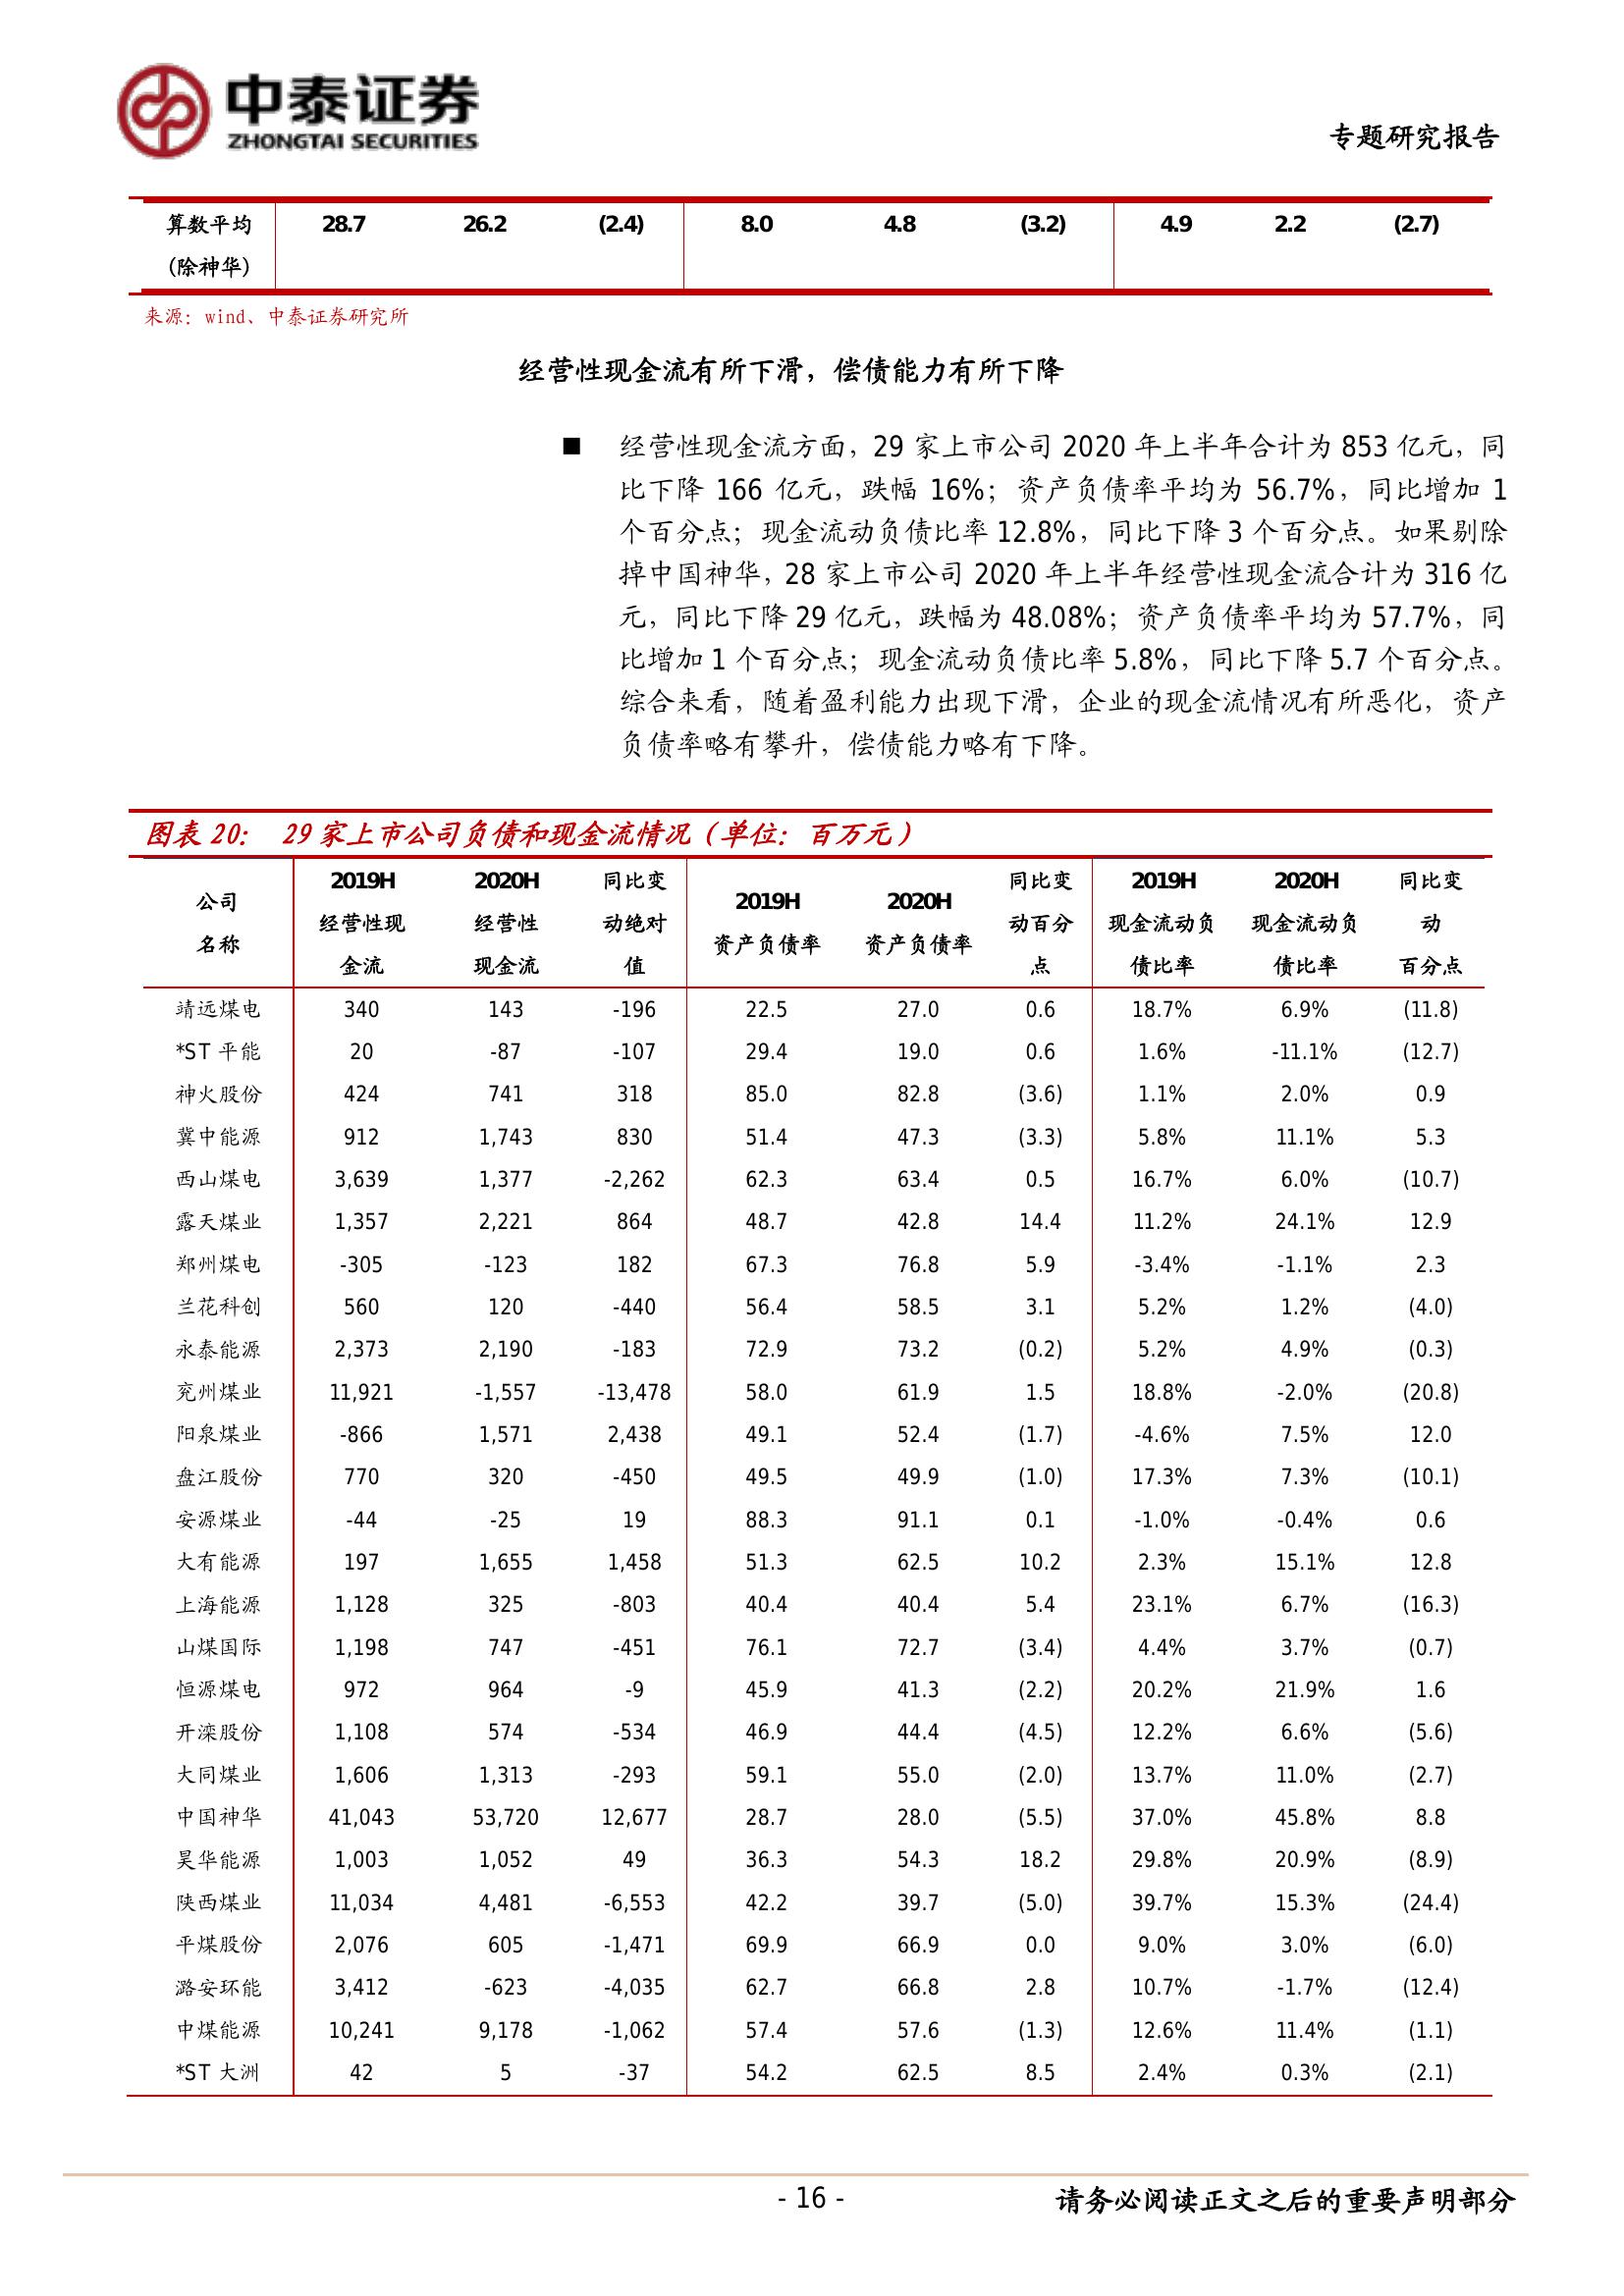 中泰证券
ZHONGTAI SECURITIES
专题研究报告
算数平均 28.7 26.2 (2.4) 8.0 4.8 (3.2) 4.9 2.2 (2.7)
(除神华)
来源：wind、中泰证券研究所
经营性现金流有所下滑，偿债能力有所下降
■ 经营性现金流方面，29 家上市公司 2020 年上半年合计为 853 亿元，同
比下降 166 亿元，跌幅 16%；资产负债率平均为 56.7%，同比增加 1
个百分点；现金流动负债比率 12.8%，同比下降 3 个百分点。如果剔除
掉中国神华，28 家上市公司 2020 年上半年经营性现金流合计为 316 亿
元，同比下降 29 亿元，跌幅为 48.08%；资产负债率平均为 57.7%，同
比增加 1 个百分点；现金流动负债比率 5.8%，同比下降 5.7 个百分点。
综合来看，随着盈利能力出现下滑，企业的现金流情况有所恶化，资产
负债率略有攀升，偿债能力略有下降。
图表 20： 29 家上市公司负债和现金流情况（单位：百万元）
公司
名称
2019H
经营性现
金流
2020H
经营性
现金流
同比变
动绝对
值
2019H
资产负债率
2020H
资产负债率
同比变
动百分
点
2019H
现金流动负
债比率
2020H
现金流动负
债比率
同比变
动
百分点
靖远煤电 340 143 -196 22.5 27.0 0.6 18.7% 6.9% (11.8)
*ST 平能 20 -87 -107 29.4 19.0 0.6 1.6% -11.1% (12.7)
神火股份 424 741 318 85.0 82.8 (3.6) 1.1% 2.0% 0.9
冀中能源 912 1,743 830 51.4 47.3 (3.3) 5.8% 11.1% 5.3
西山煤电 3,639 1,377 -2,262 62.3 63.4 0.5 16.7% 6.0% (10.7)
露天煤业 1,357 2,221 864 48.7 42.8 14.4 11.2% 24.1% 12.9
郑州煤电 -305 -123 182 67.3 76.8 5.9 -3.4% -1.1% 2.3
兰花科创 560 120 -440 56.4 58.5 3.1 5.2% 1.2% (4.0)
永泰能源 2,373 2,190 -183 72.9 73.2 (0.2) 5.2% 4.9% (0.3)
兖州煤业 11,921 -1,557 -13,478 58.0 61.9 1.5 18.8% -2.0% (20.8)
阳泉煤业 -866 1,571 2,438 49.1 52.4 (1.7) -4.6% 7.5% 12.0
盘江股份 770 320 -450 49.5 49.9 (1.0) 17.3% 7.3% (10.1)
安源煤业 -44 -25 19 88.3 91.1 0.1 -1.0% -0.4% 0.6
大有能源 197 1,655 1,458 51.3 62.5 10.2 2.3% 15.1% 12.8
上海能源 1,128 325 -803 40.4 40.4 5.4 23.1% 6.7% (16.3)
山煤国际 1,198 747 -451 76.1 72.7 (3.4) 4.4% 3.7% (0.7)
恒源煤电 972 964 -9 45.9 41.3 (2.2) 20.2% 21.9% 1.6
开滦股份 1,108 574 -534 46.9 44.4 (4.5) 12.2% 6.6% (5.6)
大同煤业 1,606 1,313 -293 59.1 55.0 (2.0) 13.7% 11.0% (2.7)
中国神华 41,043 53,720 12,677 28.7 28.0 (5.5) 37.0% 45.8% 8.8
昊华能源 1,003 1,052 49 36.3 54.3 18.2 29.8% 20.9% (8.9)
陕西煤业 11,034 4,481 -6,553 42.2 39.7 (5.0) 39.7% 15.3% (24.4)
平煤股份 2,076 605 -1,471 69.9 66.9 0.0 9.0% 3.0% (6.0)
潞安环能 3,412 -623 -4,035 62.7 66.8 2.8 10.7% -1.7% (12.4)
中煤能源 10,241 9,178 -1,062 57.4 57.6 (1.3) 12.6% 11.4% (1.1)
*ST 大洲 42 5 -37 54.2 62.5 8.5 2.4% 0.3% (2.1)
- 16 -
请务必阅读正文之后的重要声明部分